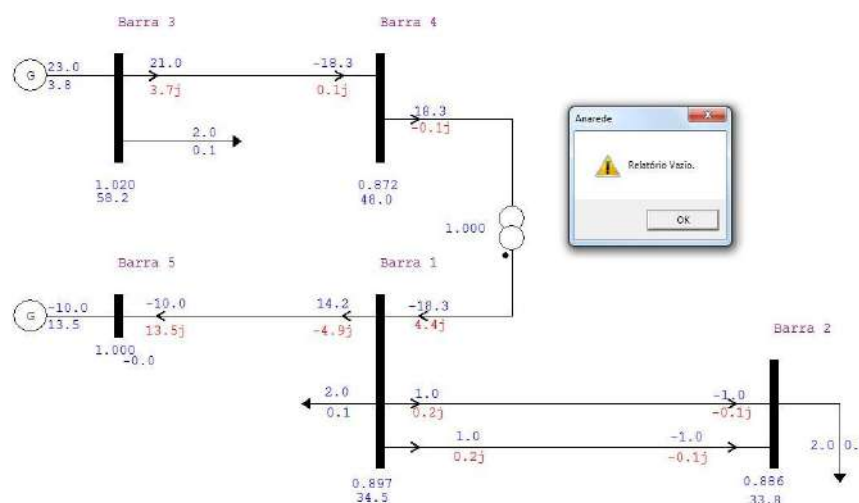 Barra 3
Barra 4
23.0
21.0
-18.3
G
3.8
3.7j
0.1j
18.3
-0.1j
2.0
0.1
1.020
58.2
0.872
48.0
Anarede
Relatório Vazio.
OK
1.000
Barra 5
Barra 1
-10.0
-10.0
14.2
-18.3
G
13.5
13.5j
-4.9j
4.4j
1.000
-0.0
Barra 2
2.0
1.0
-1.0
0.1
0.2j
-0.1j
1.0
-1.0
0.2j
-0.1j
2.0
0.897
34.5
0.886
33.8